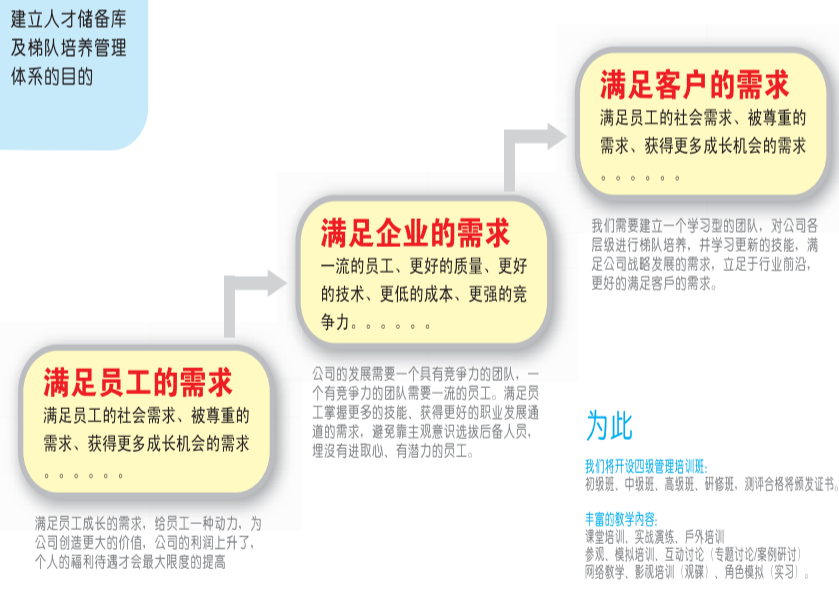 建立人才储备库
及梯队培养管理
体系的目的
满足客户的需求
满足员工的社会需求、被尊重的
需求、获得更多成长机会的需求
。。。。。。
我们需要建立一个学习型的团队，对公司各
层级进行梯队培养，并学习更新的技能，满
足公司战略发展的需求，立足于行业前沿，
更好的满足客户的需求。
满足企业的需求
一流的员工、更好的质量、更好
的技术、更低的成本、更强的竞
争力。。。。。。
公司的发展需要一个具有竞争力的团队，一
个有竞争力的团队需要一流的员工。满足员
工掌握更多的技能、获得更好的职业发展通
道的需求，避免靠主观意识选拔后备人员，
埋没有进取心、有潜力的员工。
满足员工的需求
满足员工的社会需求、被尊重的
需求、获得更多成长机会的需求
。。。。。。
满足员工成长的需求，给员工一种动力，为
公司创造更大的价值，公司的利润上升了，
个人的福利待遇才会最大限度的提高
为此
我们将开设四级管理培训班：
初级班、中级班、高级班、研修班，测评合格将颁发证书。
丰富的教学内容：
课堂培训、实战演练、户外培训
参观、模拟培训、互动讨论（专题讨论/案例研讨）
网络教学、影视培训（观碟）、角色模拟（实习）。